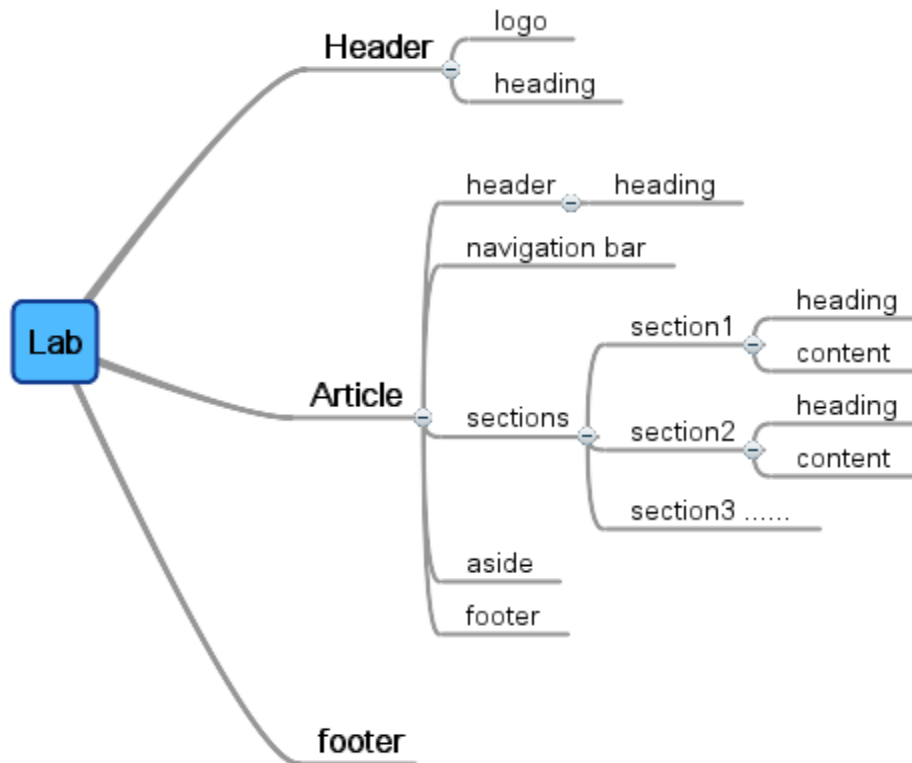 Lab
Header
logo
heading
Article
header
heading
navigation bar
sections
section1
heading
content
section2
heading
content
section3 ......
aside
footer
footer